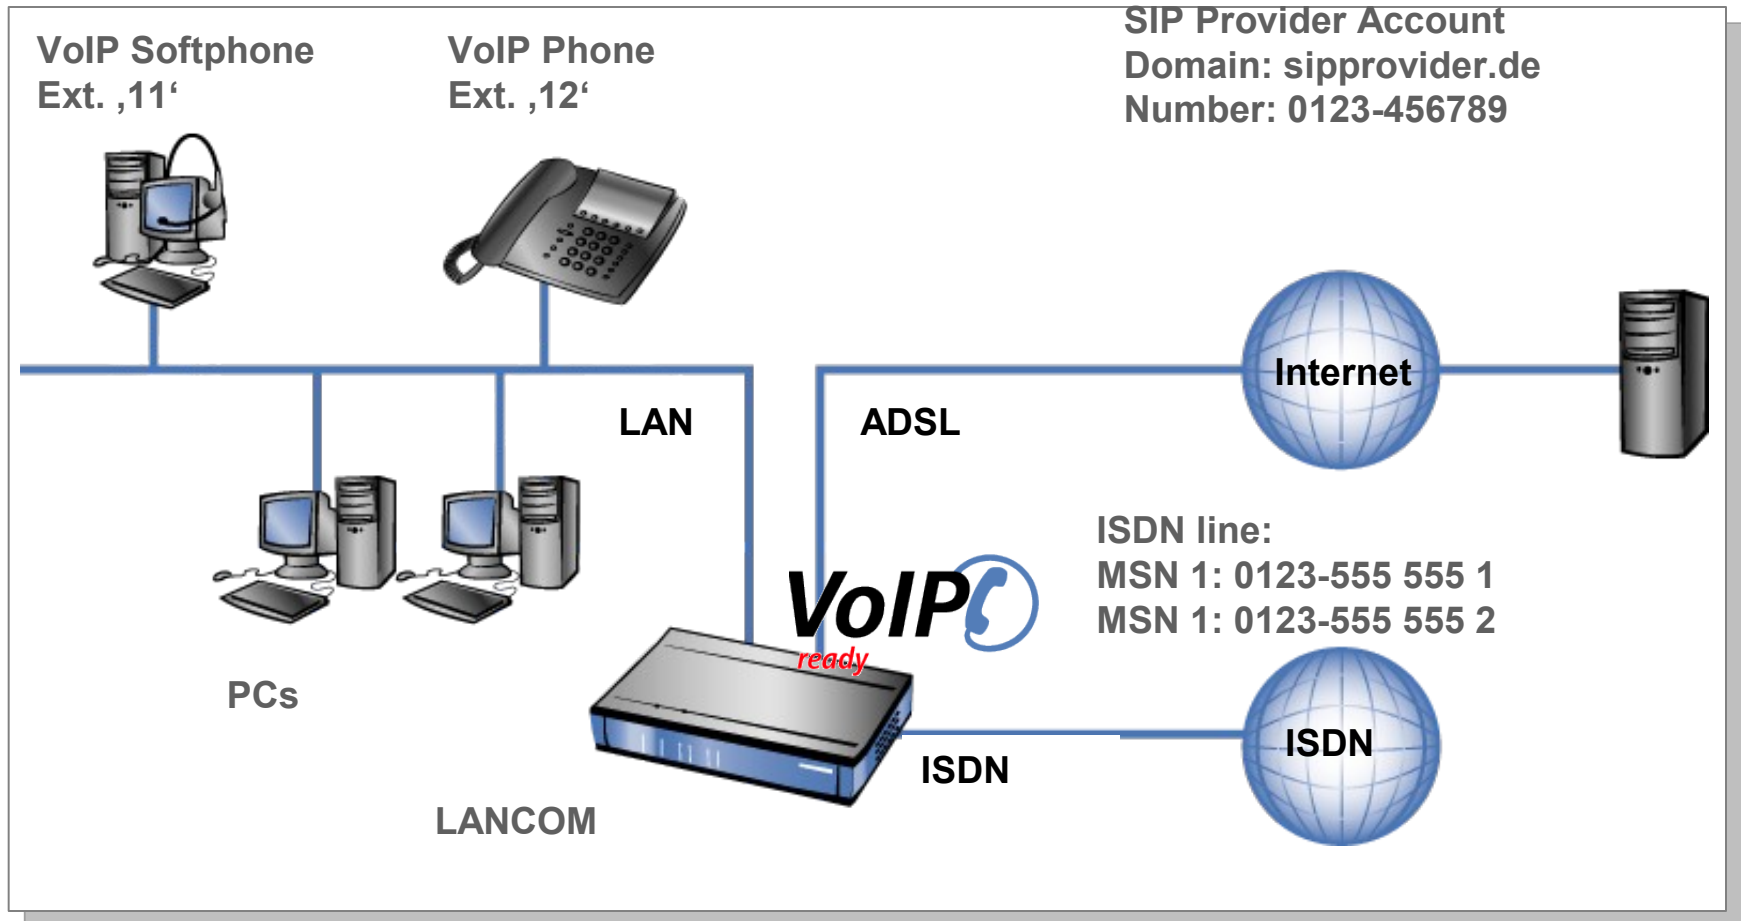 VoIP Softphone
Ext. ‚11‘
VoIP Phone
Ext. ‚12‘
SIP Provider Account
Domain: sipprovider.de
Number: 0123-456789
Internet
LAN
ADSL
ISDN line:
MSN 1: 0123-555 555 1
MSN 1: 0123-555 555 2
VoIP
ready
PCs
ISDN
ISDN
LANCOM